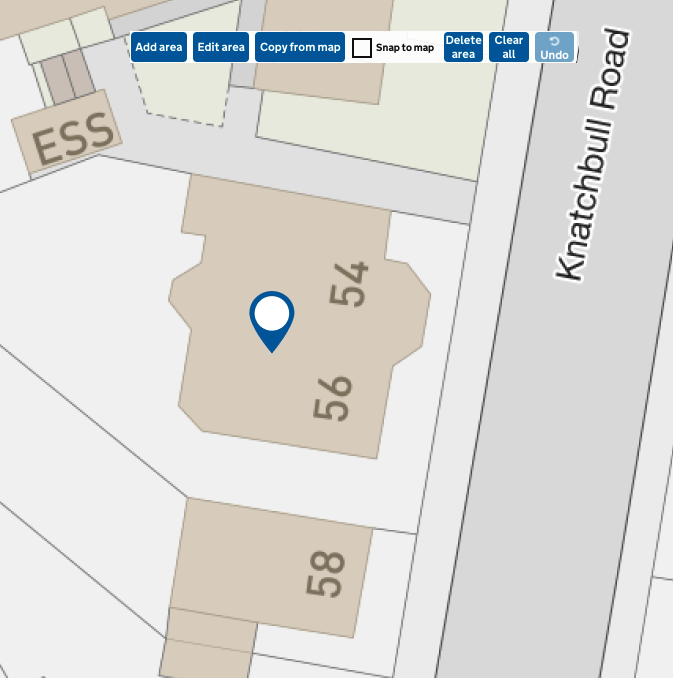 Add area
Edit area
Copy from map
Snap to map
Delete
area
Clear
all
Undo
ESS
Knatchbull Road
54
56
58